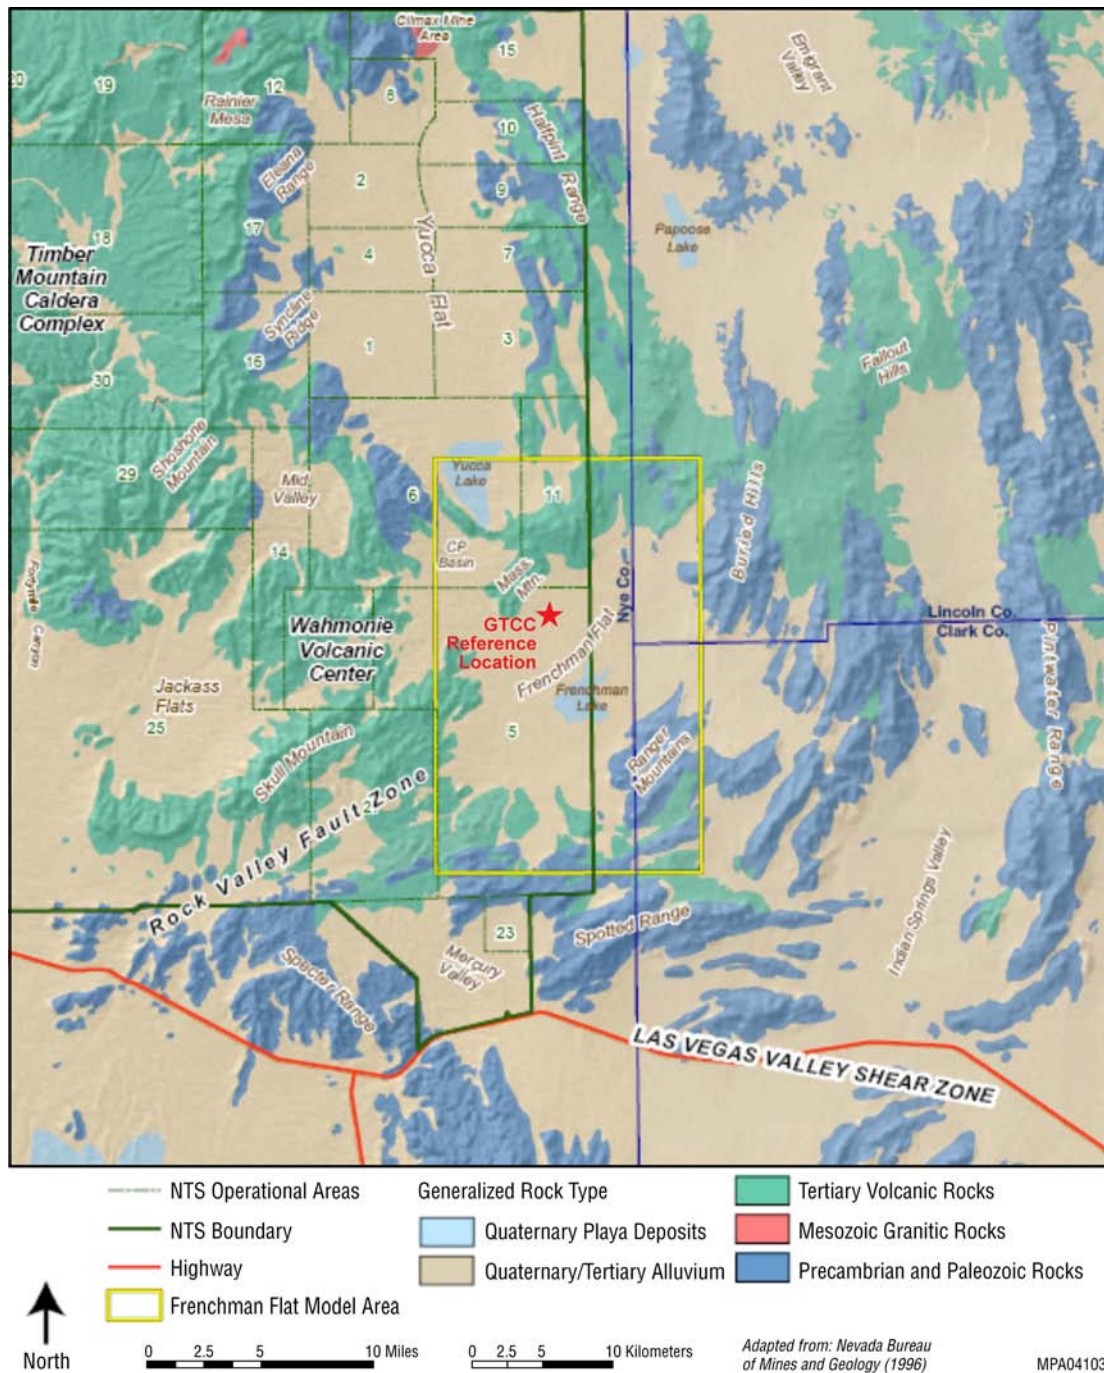 Climax Mine
Area
15
Emigrant
Valley
20
19
12
8
Rainier
Mesa
10
Halfpint Range
Eleana
Range
2
9
17
Papoose
Lake
18
4
Yucca Flat
7
Timber
Mountain
Caldera
Complex
Syncline
Ridge
1
3
16
Fallout
Hills
30
Shoshone
Mountain
29
Mid
Valley
Yucca
Lake
6
11
Buried Hills
14
CP
Basin
Mass.
Mtn.
Nye Co.
Fortymile Canyon
Wahmonie
Volcanic
Center
GTCC
Reference
Location
Frenchman Flat
Lincoln Co.
Clark Co.
Pintwater Range
Jackass
Flats
Frenchman
Lake
25
5
Skull Mountain
Ranger
Mountains
Rock Valley Fault Zone
Indian Springs Valley
23
Spotted Range
Mercury
Valley
Specter Range
LAS VEGAS VALLEY SHEAR ZONE
NTS Operational Areas
NTS Boundary
Highway
Frenchman Flat Model Area
Generalized Rock Type
Quaternary Playa Deposits
Quaternary/Tertiary Alluvium
Tertiary Volcanic Rocks
Mesozoic Granitic Rocks
Precambrian and Paleozoic Rocks
North
0 2.5 5 10 Miles
0 2.5 5 10 Kilometers
Adapted from: Nevada Bureau
of Mines and Geology (1996)
MPA04103